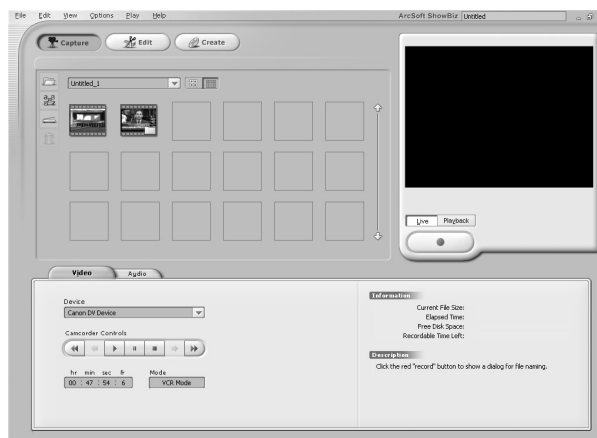 File Edit View Options Play Help
ArcSoft ShowBiz Untitled
Capture Edit Create
Untitled_1
Live Playback
Video Audio
Device
Canon DV Device
Camcorder Controls
hr min sec fr Mode
00 : 47 : 54 : 6 VCR Mode
Information
Current File Size:
Elapsed Time:
Free Disk Space:
Recordable Time Left:
Description
Click the red "record" button to show a dialog for file naming.